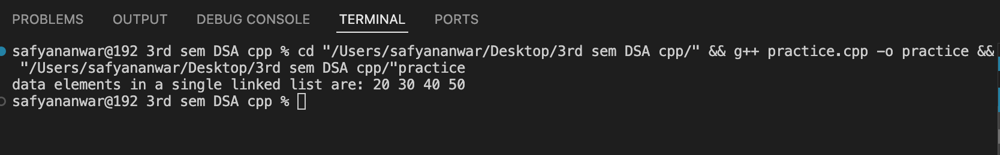 PROBLEMS OUTPUT DEBUG CONSOLE TERMINAL PORTS
safyananwar@192 3rd sem DSA cpp % cd "/Users/safyananwar/Desktop/3rd sem DSA cpp/" && g++ practice.cpp -o practice &&
"/Users/safyananwar/Desktop/3rd sem DSA cpp/"practice
data elements in a single linked list are: 20 30 40 50
safyananwar@192 3rd sem DSA cpp %